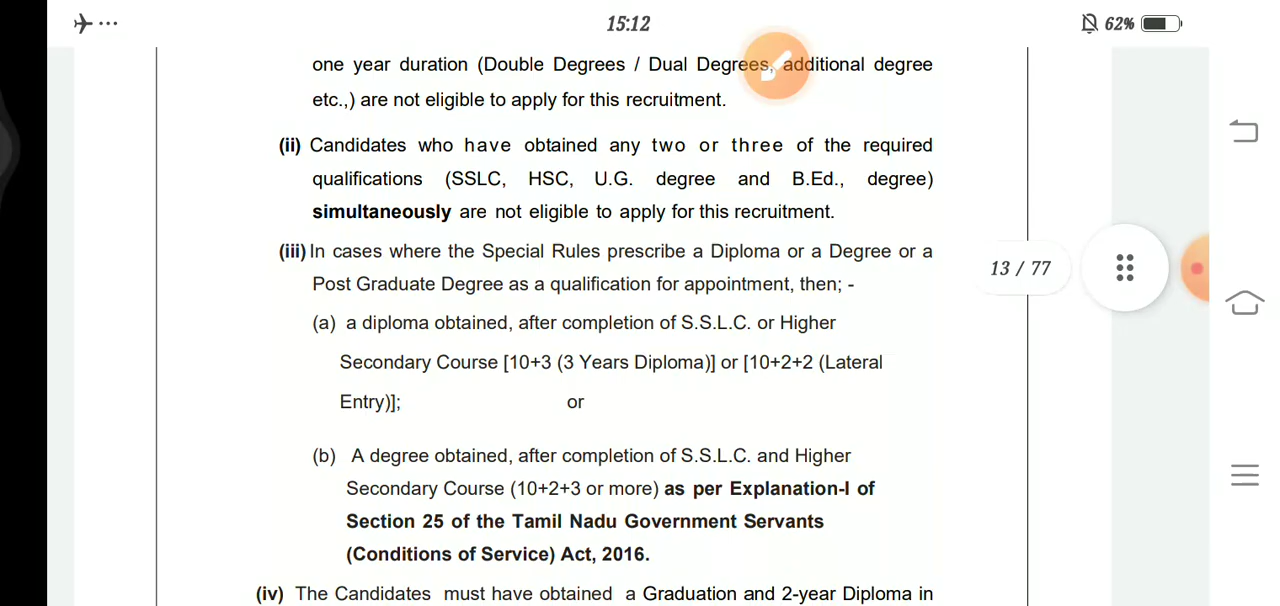 15:12
62%
one year duration (Double Degrees / Dual Degrees, additional degree
etc.,) are not eligible to apply for this recruitment.
(ii) Candidates who have obtained any two or three of the required
qualifications (SSLC, HSC, U.G. degree and B.Ed., degree)
simultaneously are not eligible to apply for this recruitment.
(iii) In cases where the Special Rules prescribe a Diploma or a Degree or a
Post Graduate Degree as a qualification for appointment, then; -
13 / 77
(a) a diploma obtained, after completion of S.S.L.C. or Higher
Secondary Course [10+3 (3 Years Diploma)] or [10+2+2 (Lateral
Entry)]; or
(b) A degree obtained, after completion of S.S.L.C. and Higher
Secondary Course (10+2+3 or more) as per Explanation-I of
Section 25 of the Tamil Nadu Government Servants
(Conditions of Service) Act, 2016.
(iv) The Candidates must have obtained a Graduation and 2-year Diploma in